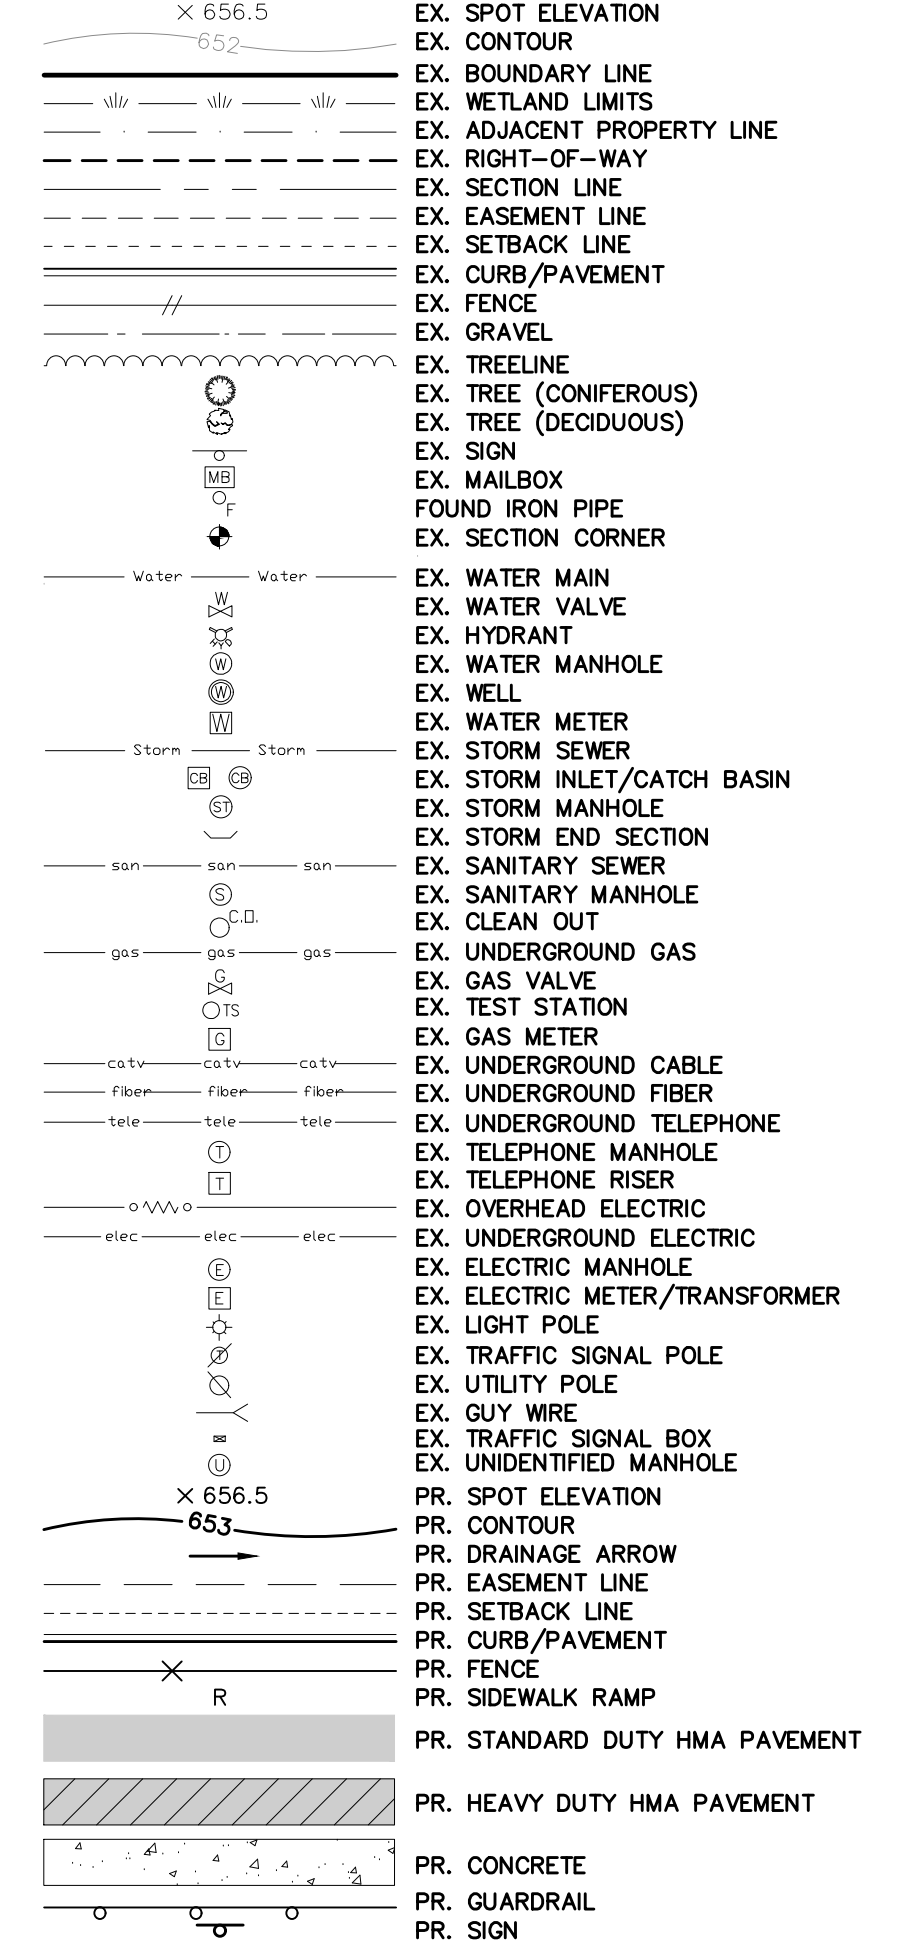 × 656.5 EX. SPOT ELEVATION
652 EX. CONTOUR
EX. BOUNDARY LINE
EX. WETLAND LIMITS
EX. ADJACENT PROPERTY LINE
EX. RIGHT-OF-WAY
EX. SECTION LINE
EX. EASEMENT LINE
EX. SETBACK LINE
EX. CURB/PAVEMENT
EX. FENCE
EX. GRAVEL
EX. TREELINE
EX. TREE (CONIFEROUS)
EX. TREE (DECIDUOUS)
EX. SIGN
MB EX. MAILBOX
F FOUND IRON PIPE
EX. SECTION CORNER
Water Water EX. WATER MAIN
W EX. WATER VALVE
EX. HYDRANT
W EX. WATER MANHOLE
W EX. WELL
W EX. WATER METER
Storm Storm EX. STORM SEWER
CB CB EX. STORM INLET/CATCH BASIN
ST EX. STORM MANHOLE
EX. STORM END SECTION
san san san EX. SANITARY SEWER
S EX. SANITARY MANHOLE
C.O. EX. CLEAN OUT
gas gas gas EX. UNDERGROUND GAS
G EX. GAS VALVE
TS EX. TEST STATION
G EX. GAS METER
catv catv catv EX. UNDERGROUND CABLE
fiber fiber fiber EX. UNDERGROUND FIBER
tele tele tele EX. UNDERGROUND TELEPHONE
T EX. TELEPHONE MANHOLE
T EX. TELEPHONE RISER
EX. OVERHEAD ELECTRIC
elec elec elec EX. UNDERGROUND ELECTRIC
E EX. ELECTRIC MANHOLE
E EX. ELECTRIC METER/TRANSFORMER
EX. LIGHT POLE
T EX. TRAFFIC SIGNAL POLE
EX. UTILITY POLE
EX. GUY WIRE
EX. TRAFFIC SIGNAL BOX
U EX. UNIDENTIFIED MANHOLE
× 656.5 PR. SPOT ELEVATION
653 PR. CONTOUR
PR. DRAINAGE ARROW
PR. EASEMENT LINE
PR. SETBACK LINE
PR. CURB/PAVEMENT
PR. FENCE
R PR. SIDEWALK RAMP
PR. STANDARD DUTY HMA PAVEMENT
PR. HEAVY DUTY HMA PAVEMENT
PR. CONCRETE
PR. GUARDRAIL
PR. SIGN